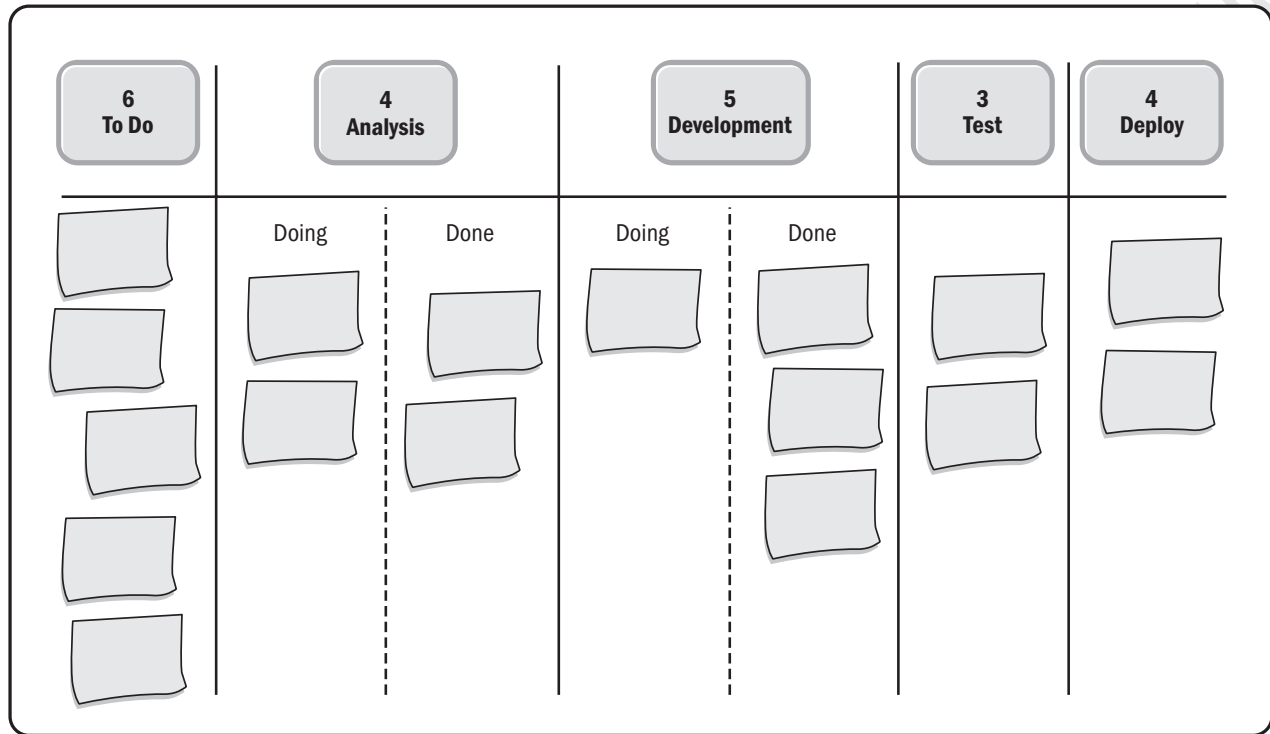 6
To Do
4
Analysis
5
Development
3
Test
4
Deploy
Doing
Done
Doing
Done